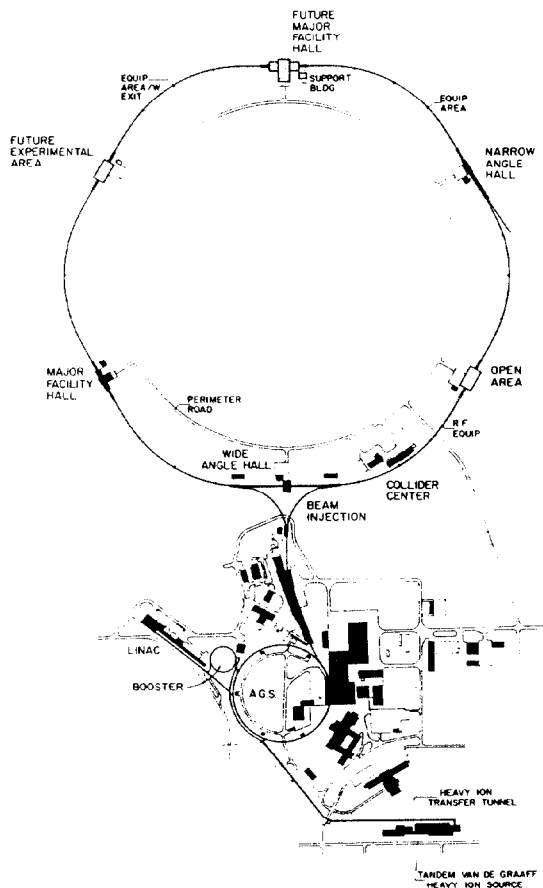 FUTURE
MAJOR
FACILITY
HALL
EQUIP
AREA/W
EXIT
SUPPORT
BLDG
EQUIP
AREA
FUTURE
EXPERIMENTAL
AREA
NARROW
ANGLE
HALL
MAJOR
FACILITY
HALL
PERIMETER
ROAD
OPEN
AREA
R.F.
EQUIP
WIDE
ANGLE HALL
COLLIDER
CENTER
BEAM
INJECTION
LINAC
BOOSTER
A.G.S.
HEAVY ION
TRANSFER TUNNEL
TANDEM VAN DE GRAAFF
HEAVY ION SOURCE